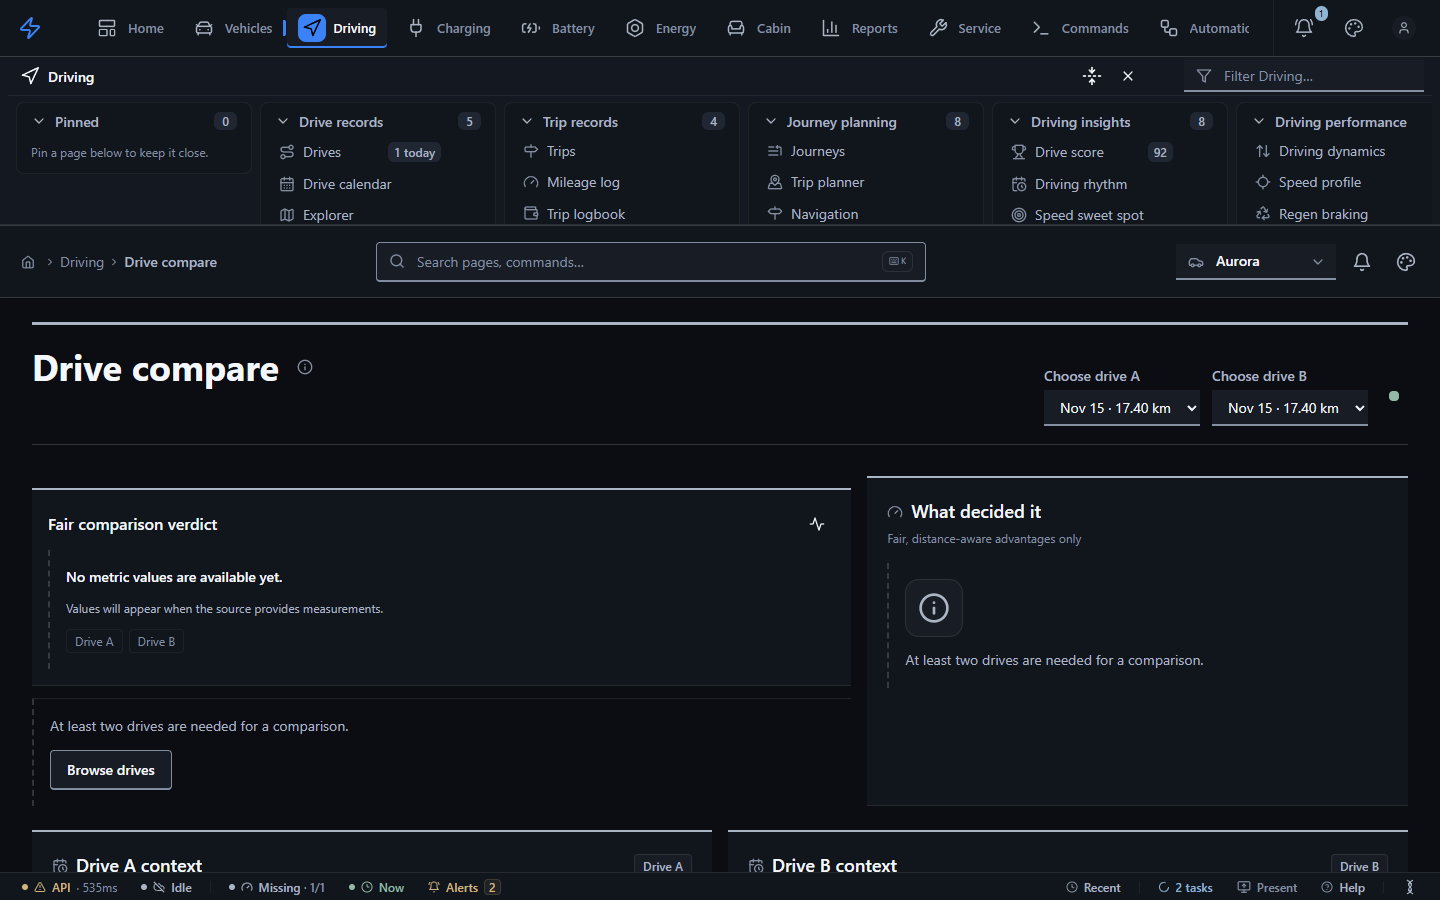 Home Vehicles Driving Charging Battery Energy Cabin Reports Service Commands Automatic 1
Driving Filter Driving...
Pinned 0
Pin a page below to keep it close.
Drive records 5
Drives 1 today
Drive calendar
Explorer
Trip records 4
Trips
Mileage log
Trip logbook
Journey planning 8
Journeys
Trip planner
Navigation
Driving insights 8
Drive score 92
Driving rhythm
Speed sweet spot
Driving performance
Driving dynamics
Speed profile
Regen braking
Driving Drive compare Search pages, commands... K Aurora
Drive compare
Choose drive A Choose drive B
Nov 15 · 17.40 km Nov 15 · 17.40 km
Fair comparison verdict
No metric values are available yet.
Values will appear when the source provides measurements.
Drive A Drive B
At least two drives are needed for a comparison.
Browse drives
What decided it
Fair, distance-aware advantages only
At least two drives are needed for a comparison.
Drive A context Drive A
Drive B context Drive B
API · 535ms Idle Missing · 1/1 Now Alerts 2 Recent 2 tasks Present Help